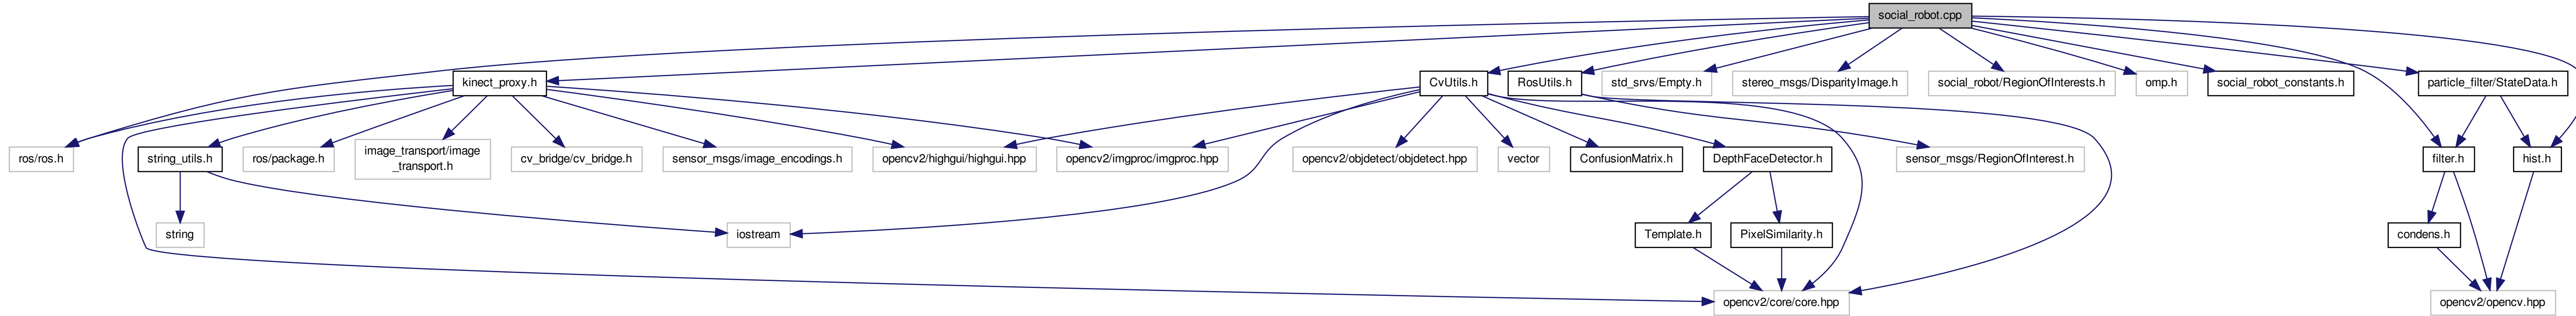 social_robot.cpp
kinect_proxy.h
CvUtils.h
RosUtils.h
std_srvs/Empty.h
stereo_msgs/DisparityImage.h
social_robot/RegionOfInterests.h
omp.h
social_robot_constants.h
particle_filter/StateData.h
ros/ros.h
string_utils.h
ros/package.h
image_transport/image
_transport.h
cv_bridge/cv_bridge.h
sensor_msgs/image_encodings.h
opencv2/highgui/highgui.hpp
opencv2/imgproc/imgproc.hpp
opencv2/objdetect/objdetect.hpp
vector
ConfusionMatrix.h
DepthFaceDetector.h
sensor_msgs/RegionOfInterest.h
filter.h
hist.h
string
iostream
Template.h
PixelSimilarity.h
condens.h
opencv2/core/core.hpp
opencv2/opencv.hpp